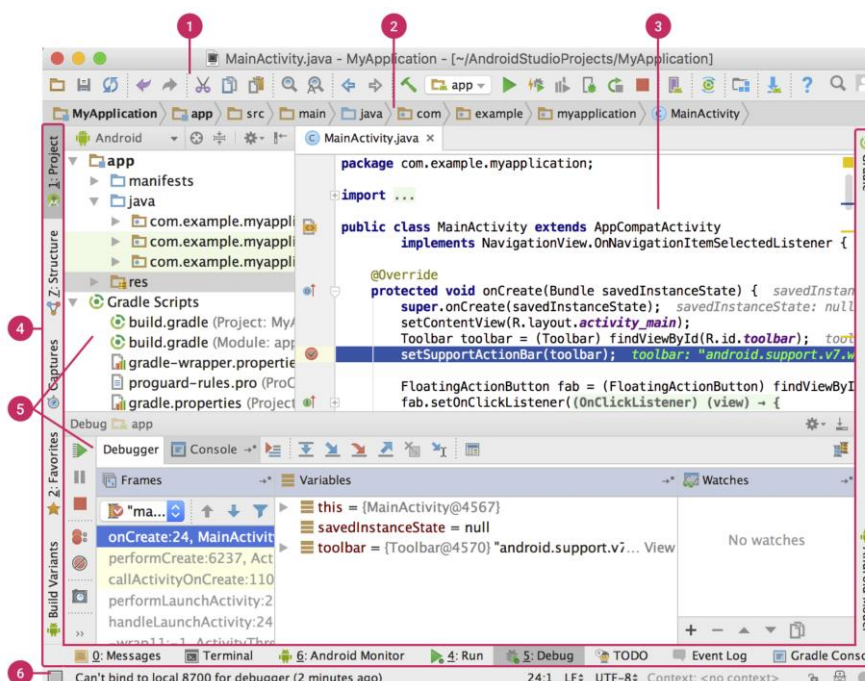 1
2
3
MainActivity.java - MyApplication - [~/AndroidStudioProjects/MyApplication]
app
MyApplication app src main java com example myapplication MainActivity
Android
MainActivity.java
1: Project
Z: Structure
Captures
2: Favorites
Build Variants
app
manifests
java
com.example.myappli
com.example.myappli
com.example.myappli
res
Gradle Scripts
build.gradle (Project: MyA
build.gradle (Module: app
gradle-wrapper.propertie
proguard-rules.pro (ProC
gradle.properties (Project
package com.example.myapplication;
import ...
public class MainActivity extends AppCompatActivity
implements NavigationView.OnNavigationItemSelectedListener {
@Override
protected void onCreate(Bundle savedInstanceState) { savedInstan
super.onCreate(savedInstanceState); savedInstanceState: null
setContentView(R.layout.activity_main);
Toolbar toolbar = (Toolbar) findViewById(R.id.toolbar); tool
setSupportActionBar(toolbar); toolbar: "android.support.v7.w
FloatingActionButton fab = (FloatingActionButton) findViewByI
fab.setOnClickListener((OnClickListener) (view) → {
4
5
Debug app
Debugger Console
Frames Variables Watches
"ma...
onCreate:24, MainActivit
performCreate:6237, Act
callActivityOnCreate:110
performLaunchActivity:2
handleLaunchActivity:24
-wrap11:-1, ActivityThre
this = {MainActivity@4567}
savedInstanceState = null
toolbar = {Toolbar@4570} "android.support.v7... View
No watches
0: Messages Terminal 6: Android Monitor 4: Run 5: Debug TODO Event Log Gradle Conso
6
Can't bind to local 8700 for debugger (2 minutes ago) 24:1 LF÷ UTF-8÷ Context: <no context>